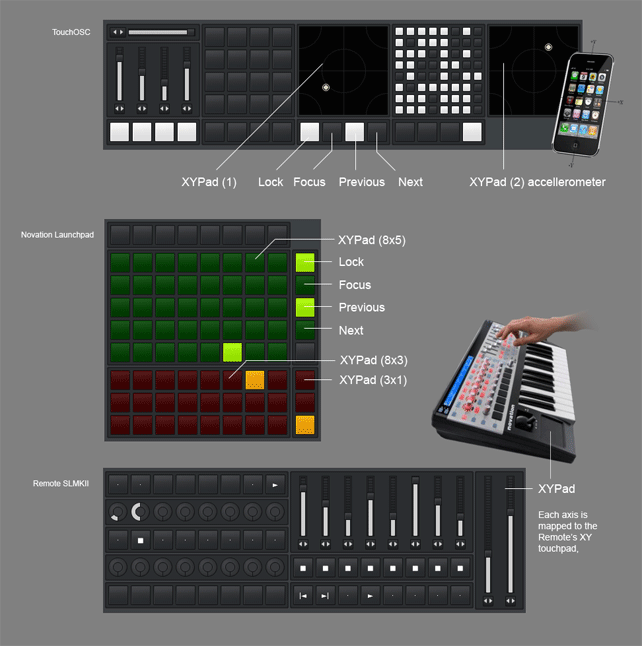 TouchOSC
XYPad (1)
Lock
Focus
Previous
Next
XYPad (2) accellerometer
Novation Launchpad
XYPad (8x5)
Lock
Focus
Previous
Next
XYPad (8x3)
XYPad (3x1)
novation
Remote SLMKII
XYPad
Each axis is
mapped to the
Remote's XY
touchpad,